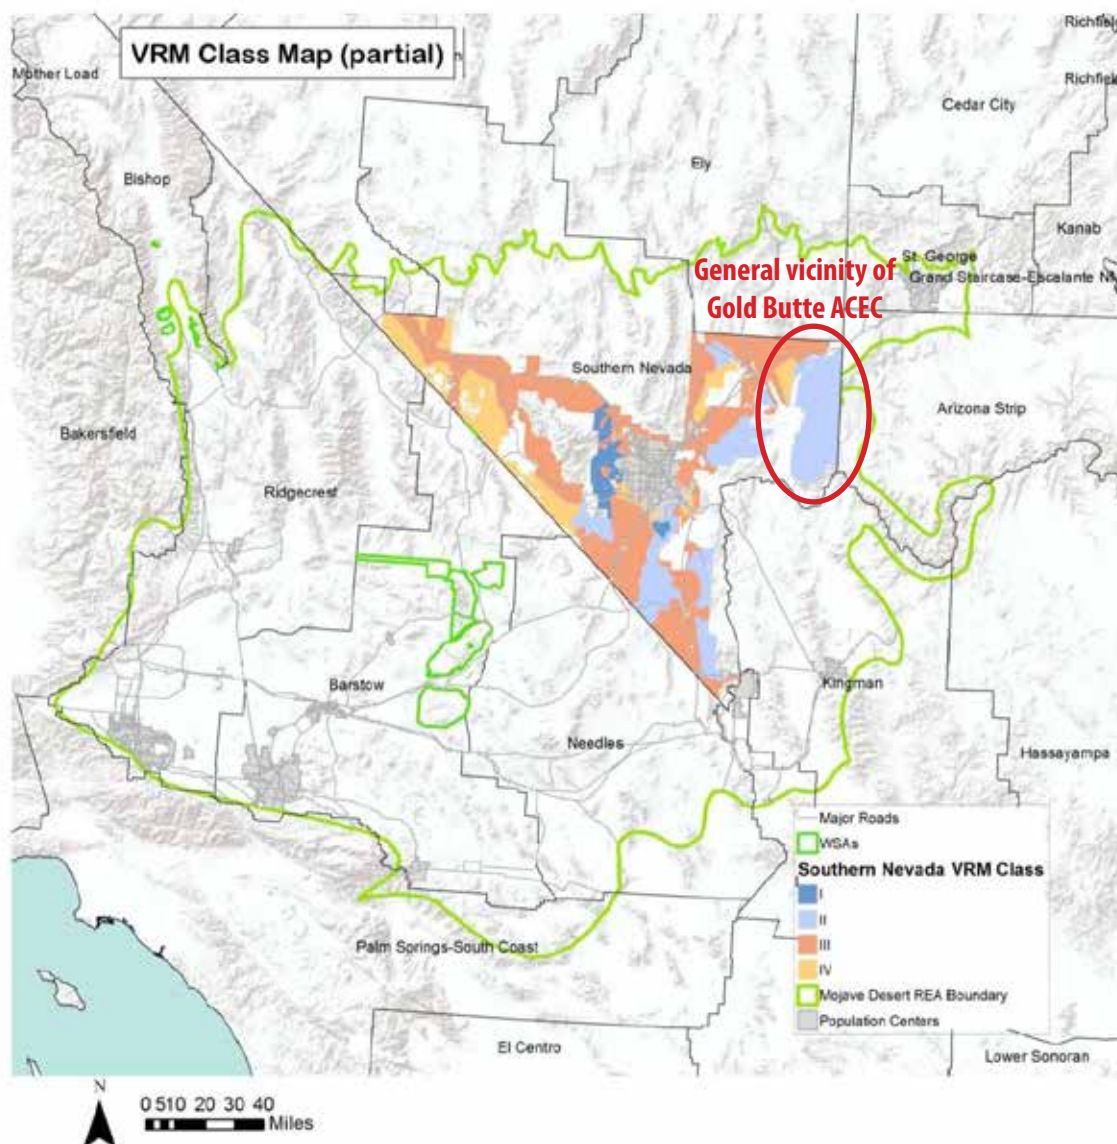 VRM Class Map (partial)
Richfield
Mother Load
Richfield
Cedar City
Ely
Bishop
Kanab
St. George
General vicinity of
Grand Staircase-Escalante
Gold Butte ACEC
Southern Nevada
Arizona Strip
Bakersfield
Ridgecrest
Barstow
Kingman
Needles
Hassayampa
Major Roads
WSAs
Southern Nevada VRM Class
I
II
III
IV
Palm Springs-South Coast
Mojave Desert REA Boundary
Population Centers
El Centro
Lower Sonoran
N
0 5 10 20 30 40
Miles